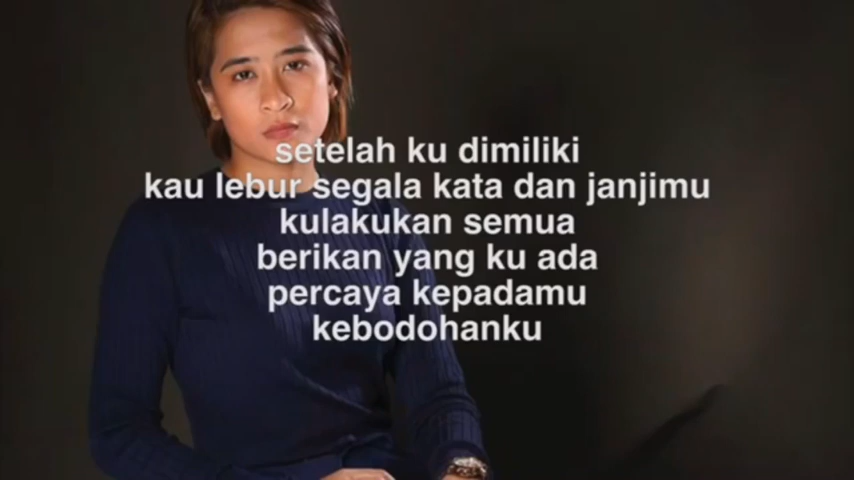 setelah ku dimiliki
kau lebur segala kata dan janjimu
kulakukan semua
berikan yang ku ada
percaya kepadamu
kebodohanku